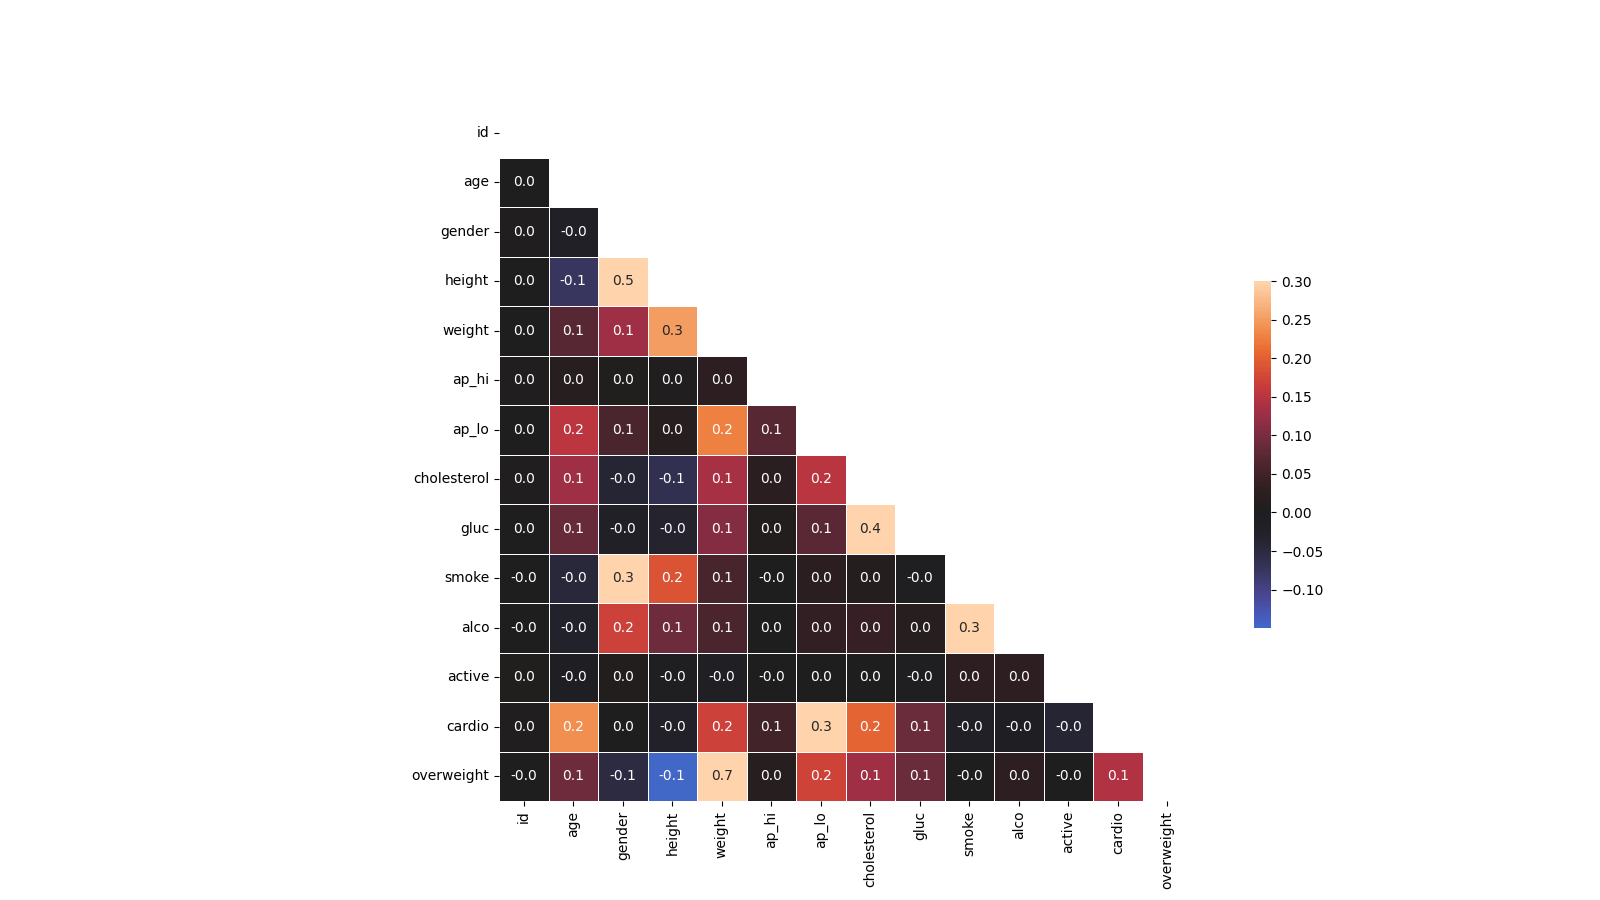 id
age 0.0
gender 0.0 -0.0
height 0.0 -0.1 0.5
weight 0.0 0.1 0.1 0.3
ap_hi 0.0 0.0 0.0 0.0 0.0
ap_lo 0.0 0.2 0.1 0.0 0.2 0.1
cholesterol 0.0 0.1 -0.0 -0.1 0.1 0.0 0.2
gluc 0.0 0.1 -0.0 -0.0 0.1 0.0 0.1 0.4
smoke -0.0 -0.0 0.3 0.2 0.1 -0.0 0.0 0.0 -0.0
alco -0.0 -0.0 0.2 0.1 0.1 0.0 0.0 0.0 0.0 0.3
active 0.0 -0.0 0.0 -0.0 -0.0 -0.0 0.0 0.0 -0.0 0.0 0.0
cardio 0.0 0.2 0.0 -0.0 0.2 0.1 0.3 0.2 0.1 -0.0 -0.0 -0.0
overweight -0.0 0.1 -0.1 -0.1 0.7 0.0 0.2 0.1 0.1 -0.0 0.0 -0.0 0.1
id age gender height weight ap_hi ap_lo cholesterol gluc smoke alco active cardio overweight
0.30
0.25
0.20
0.15
0.10
0.05
0.00
−0.05
−0.10